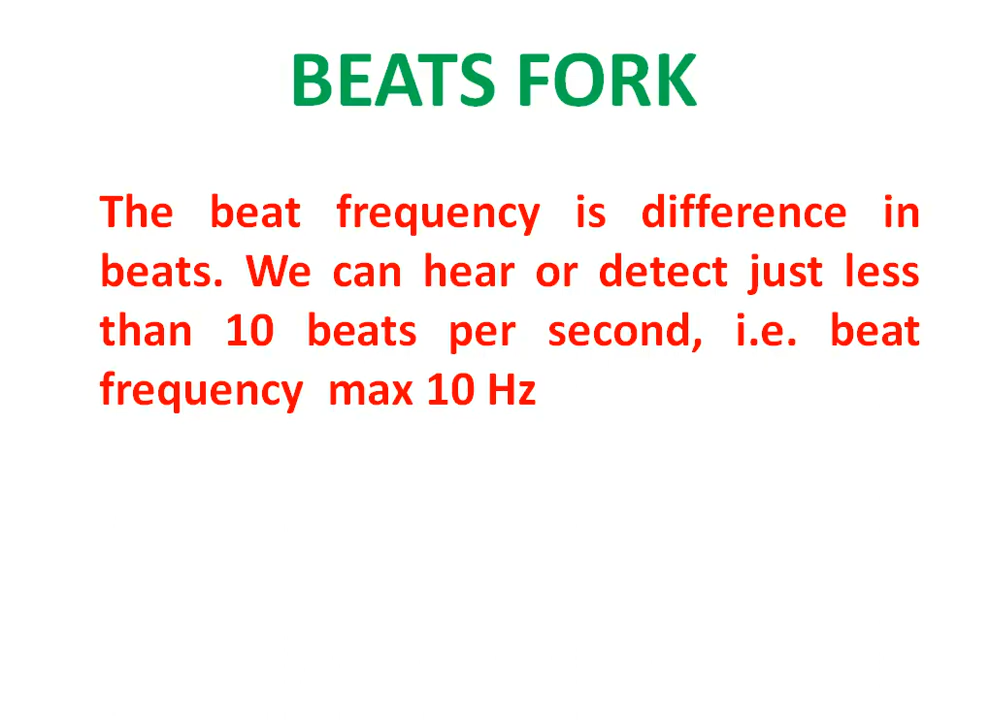 BEATS FORK
The beat frequency is difference in
beats. We can hear or detect just less
than 10 beats per second, i.e. beat
frequency max 10 Hz